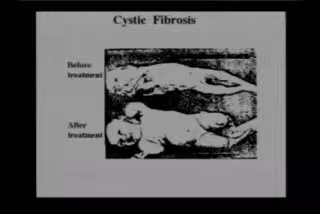 Cystic Fibrosis
Before
treatment
After
treatment